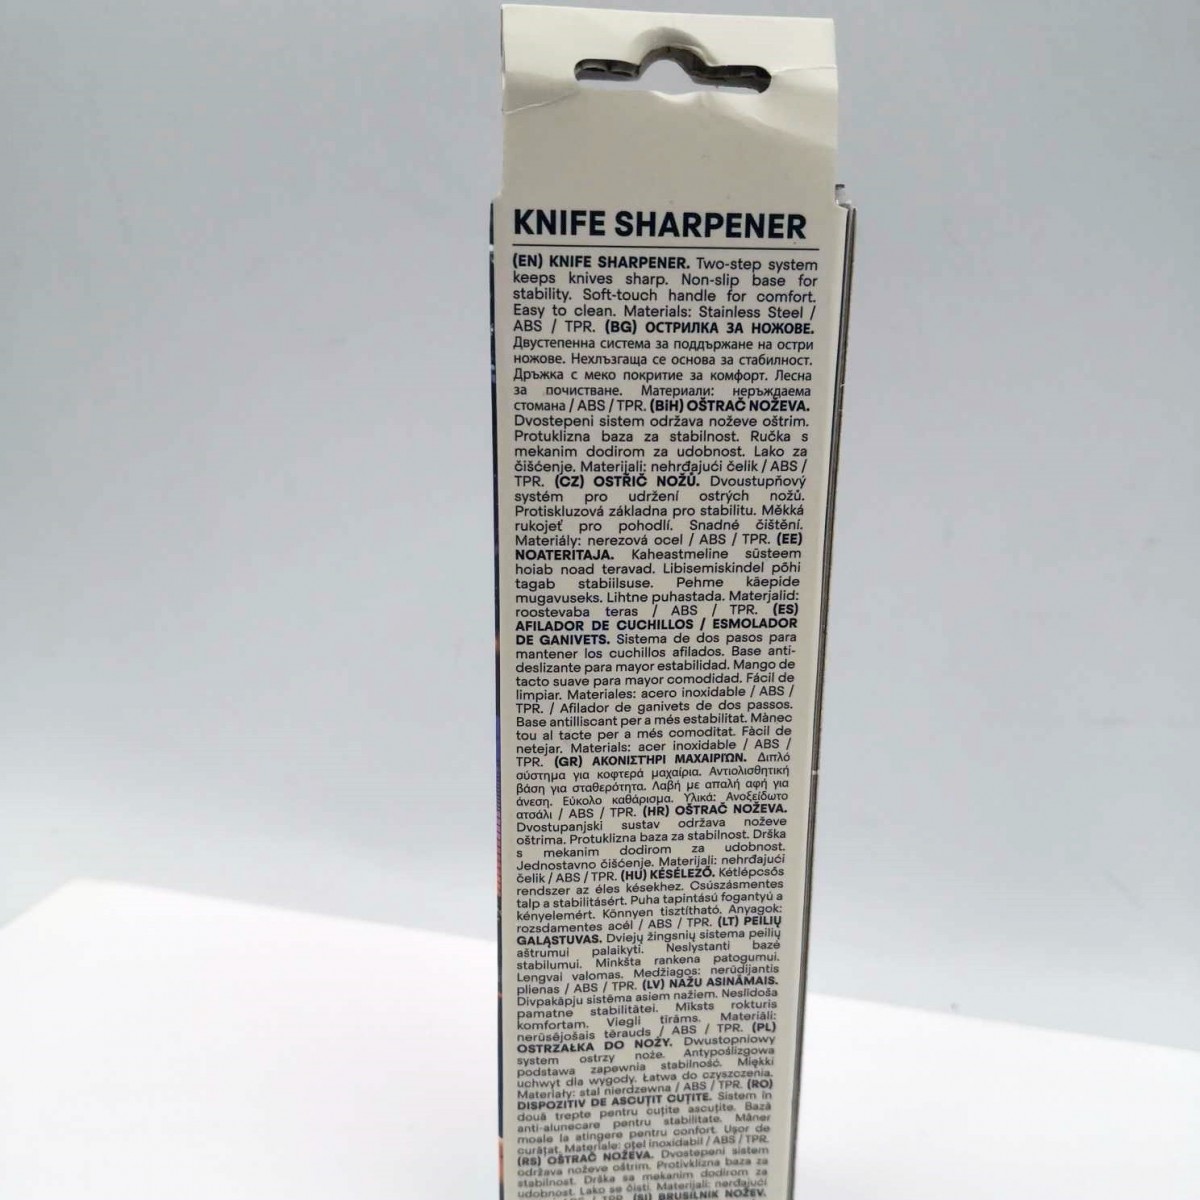 KNIFE SHARPENER
(EN) KNIFE SHARPENER. Two-step system
keeps knives sharp. Non-slip base for
stability. Soft-touch handle for comfort.
Easy to clean. Materials: Stainless Steel /
ABS / TPR. (BG) ОСТРИЛКА ЗА НОЖОВЕ.
Двустепенна система за поддържане на остри
ножове. Нехлъзгаща се основа за стабилност.
Дръжка с меко покритие за комфорт. Лесна
за почистване. Материали: неръждаема
стомана / ABS / TPR. (BiH) OŠTRAČ NOŽEVA.
Dvostepeni sistem održava noževe oštrim.
Protuklizna baza za stabilnost. Ručka s
mekanim dodirom za udobnost. Lako za
čišćenje. Materijali: nehrđajući čelik / ABS /
TPR. (CZ) OSTŘIČ NOŽŮ. Dvoustupňový
systém pro udržení ostrých nožů.
Protiskluzová základna pro stabilitu. Měkká
rukojeť pro pohodlí. Snadné čištění.
Materiály: nerezová ocel / ABS / TPR. (EE)
NOATERITAJA. Kaheastmeline süsteem
hoiab noad teravad. Libisemiskindel põhi
tagab stabiilsuse. Pehme käepide
mugavuseks. Lihtne puhastada. Materjalid:
roostevaba teras / ABS / TPR. (ES)
AFILADOR DE CUCHILLOS / ESMOLADOR
DE GANIVETS. Sistema de dos pasos para
mantener los cuchillos afilados. Base anti-
deslizante para mayor estabilidad. Mango de
tacto suave para mayor comodidad. Fácil de
limpiar. Materiales: acero inoxidable / ABS /
TPR. / Afilador de ganivets de dos passos.
Base antilliscant per a més estabilitat. Mànec
tou al tacte per a més comoditat. Fàcil de
netejar. Materials: acer inoxidable / ABS /
TPR. (GR) ΑΚΟΝΙΣΤΗΡΙ ΜΑΧΑΙΡΙΩΝ. Διπλό
σύστημα για κοφτερά μαχαίρια. Αντιολισθητική
βάση για σταθερότητα. Λαβή με απαλή αφή για
άνεση. Εύκολο καθάρισμα. Υλικά: Ανοξείδωτο
ατσάλι / ABS / TPR. (HR) OŠTRAČ NOŽEVA.
Dvostupanjski sustav održava noževe
oštrima. Protuklizna baza za stabilnost. Drška
s mekanim dodirom za udobnost.
Jednostavno čišćenje. Materijali: nehrđajući
čelik / ABS / TPR. (HU) KÉSÉLEZŐ. Kétlépcsős
rendszer az éles késekhez. Csúszásmentes
talp a stabilitásért. Puha tapintású fogantyú a
kényelemért. Könnyen tisztítható. Anyagok:
rozsdamentes acél / ABS / TPR. (LT) PEILIŲ
GALĄSTUVAS. Dviejų žingsnių sistema peilių
aštrumui palaikyti. Neslystanti bazė
stabilumui. Minkšta rankena patogumui.
Lengvai valomas. Medžiagos: nerūdijantis
plienas / ABS / TPR. (LV) NAŽU ASINĀMAIS.
Divpakāpju sistēma asiem nažiem. Neslīdoša
pamatne stabilitātei. Mīksts rokturis
komfortam. Viegli tīrāms. Materiāli:
nerūsējošais tērauds / ABS / TPR. (PL)
OSTRZAŁKA DO NOŻY. Dwustopniowy
system ostrzy noże. Antypoślizgowa
podstawa zapewnia stabilność. Miękki
uchwyt dla wygody. Łatwa do czyszczenia.
Materiały: stal nierdzewna / ABS / TPR. (RO)
DISPOZITIV DE ASCUȚIT CUȚITE. Sistem în
două trepte pentru cuțite ascuțite. Bază
anti-alunecare pentru stabilitate. Mâner
moale la atingere pentru confort. Ușor de
curățat. Materiale: oțel inoxidabil / ABS / TPR.
(RS) OŠTRAČ NOŽEVA. Dvostepeni sistem
održava noževe oštrim. Protivklizna baza za
stabilnost. Drška sa mekanim dodirom za
udobnost. Lako se čisti. Materijali: nerđajući
ABS / TPR. (SI) BRUSILNIK NOŽEV.